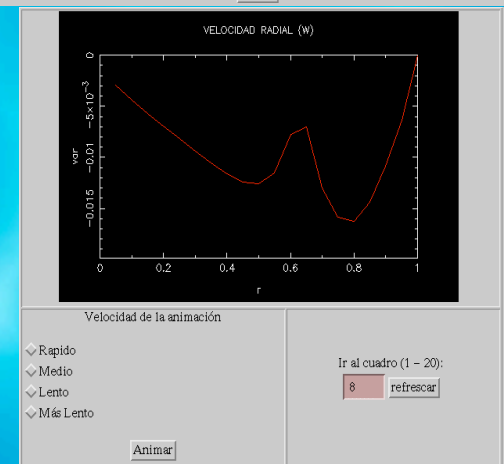 VELOCIDAD RADIAL (W)
0
−5×10⁻³
−0.01
−0.015
var
0 0.2 0.4 0.6 0.8 1
r
Velocidad de la animación
Rapido
Medio
Lento
Más Lento
Animar
Ir al cuadro (1 – 20):
8 refrescar